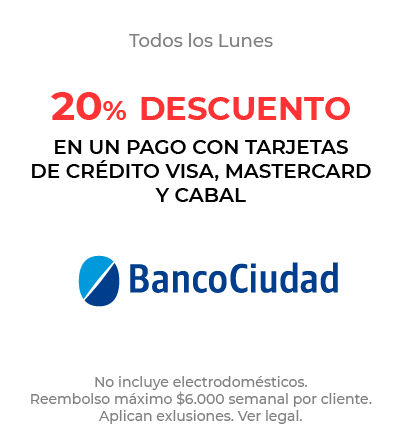 Todos los Lunes
20% DESCUENTO
EN UN PAGO CON TARJETAS
DE CRÉDITO VISA, MASTERCARD
Y CABAL
BancoCiudad
No incluye electrodomésticos.
Reembolso máximo $6.000 semanal por cliente.
Aplican exlusiones. Ver legal.